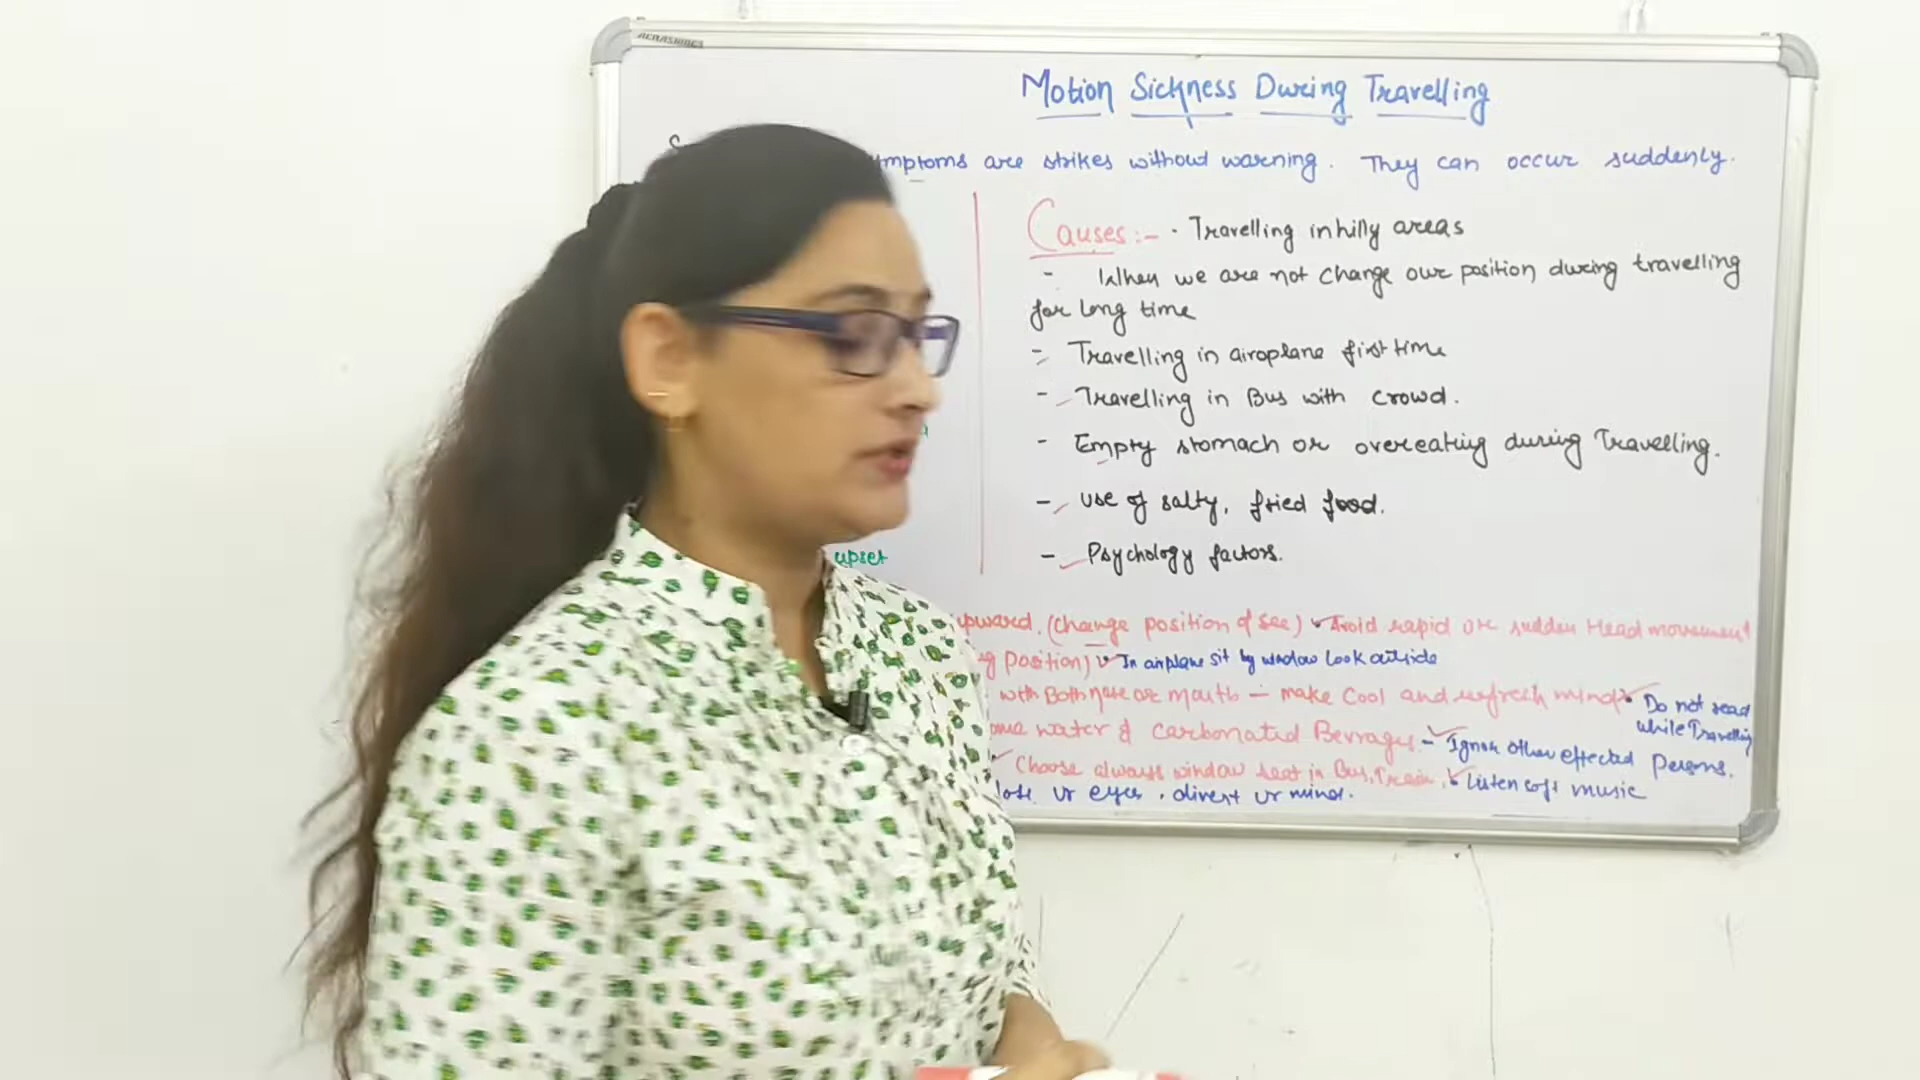 Motion Sickness During Travelling
mptoms are strikes without warning. They can occur suddenly.
Causes:- · Travelling in hilly areas
- When we are not change our position during travelling
for long time
- Travelling in airoplane first time
- Travelling in Bus with crowd.
- Empty stomach or overeating during Travelling.
- use of salty, fried food.
- Psychology factors.
upset
upward. (change position of see) Avoid rapid or sudden Head movement
position) In airplane sit by window look outside
with Both nose or mouth - make cool and refresh mind
Do not read
while Travelling
water & carbonated - Ignor other effected Persons.
Choose always window seat in Bus, Train, Listen soft music
ur eyes . divert ur mind.